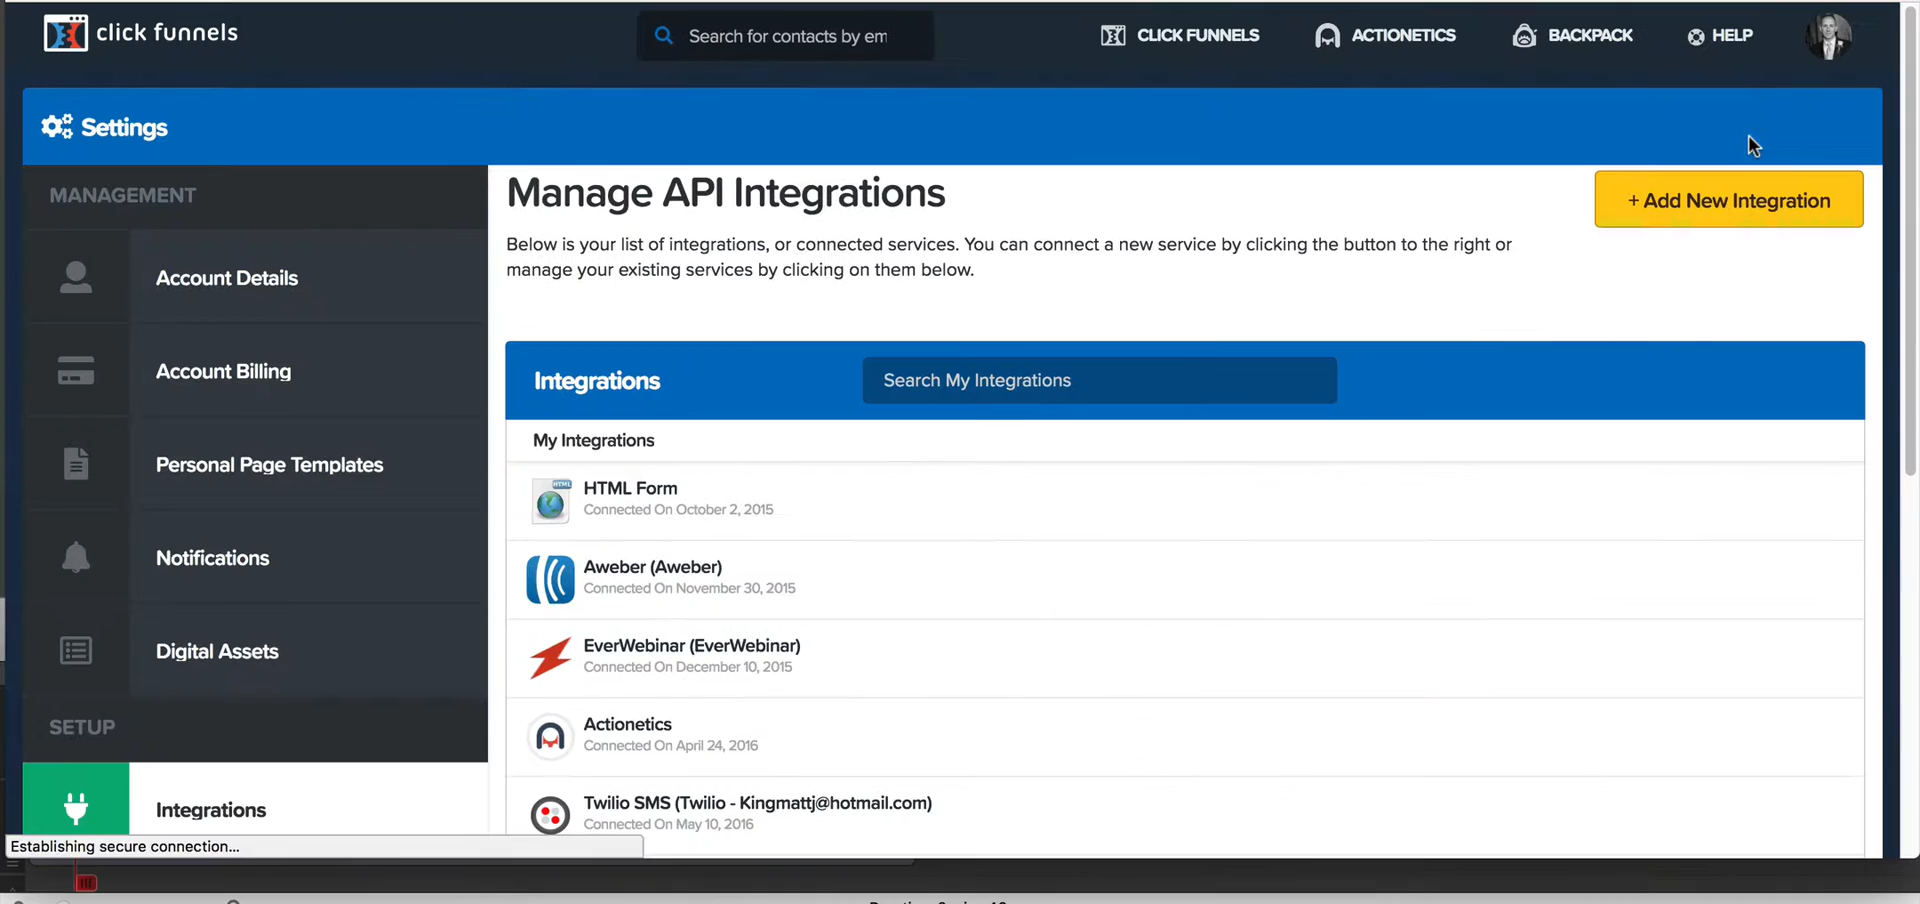 click funnels
Search for contacts by em
CLICK FUNNELS
ACTIONETICS
BACKPACK
HELP
Settings
MANAGEMENT
Account Details
Account Billing
Personal Page Templates
Notifications
Digital Assets
SETUP
Integrations
Establishing secure connection...
Manage API Integrations
+ Add New Integration
Below is your list of integrations, or connected services. You can connect a new service by clicking the button to the right or
manage your existing services by clicking on them below.
Integrations
Search My Integrations
My Integrations
HTML
HTML Form
Connected On October 2, 2015
Aweber (Aweber)
Connected On November 30, 2015
EverWebinar (EverWebinar)
Connected On December 10, 2015
Actionetics
Connected On April 24, 2016
Twilio SMS (Twilio - Kingmattj@hotmail.com)
Connected On May 10, 2016